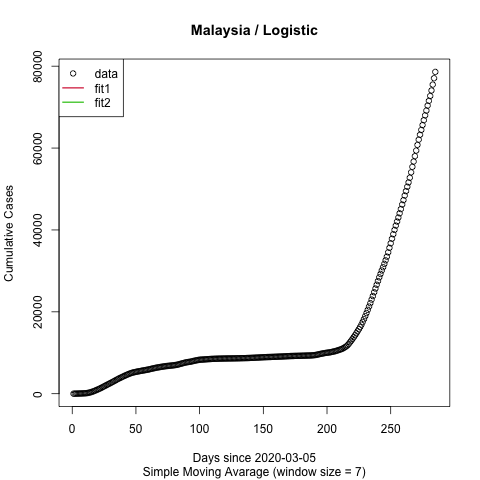 Malaysia / Logistic
data
fit1
fit2
Cumulative Cases
80000
60000
40000
20000
0
0 50 100 150 200 250
Days since 2020-03-05
Simple Moving Avarage (window size = 7)